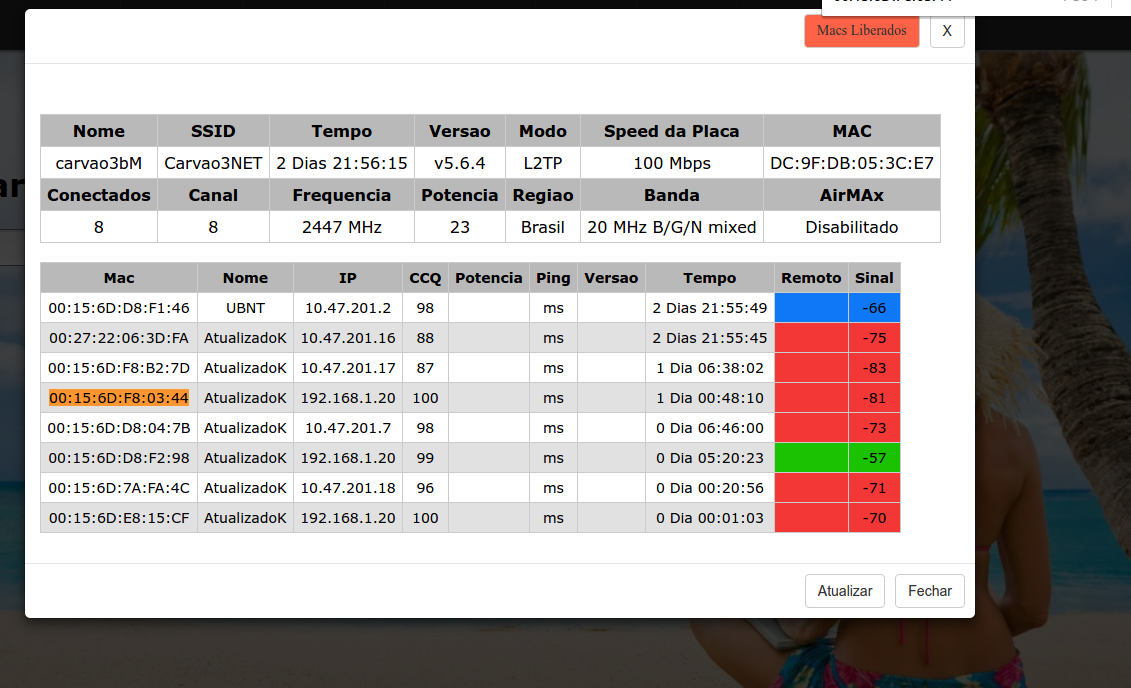 Macs Liberados X
Nome SSID Tempo Versao Modo Speed da Placa MAC
carvao3bM Carvao3NET 2 Dias 21:56:15 v5.6.4 L2TP 100 Mbps DC:9F:DB:05:3C:E7
Conectados Canal Frequencia Potencia Regiao Banda AirMAx
8 8 2447 MHz 23 Brasil 20 MHz B/G/N mixed Disabilitado
Mac Nome IP CCQ Potencia Ping Versao Tempo Remoto Sinal
00:15:6D:D8:F1:46 UBNT 10.47.201.2 98 ms 2 Dias 21:55:49 -66
00:27:22:06:3D:FA AtualizadoK 10.47.201.16 88 ms 2 Dias 21:55:45 -75
00:15:6D:F8:B2:7D AtualizadoK 10.47.201.17 87 ms 1 Dia 06:38:02 -83
00:15:6D:F8:03:44 AtualizadoK 192.168.1.20 100 ms 1 Dia 00:48:10 -81
00:15:6D:D8:04:7B AtualizadoK 10.47.201.7 98 ms 0 Dia 06:46:00 -73
00:15:6D:D8:F2:98 AtualizadoK 192.168.1.20 99 ms 0 Dia 05:20:23 -57
00:15:6D:7A:FA:4C AtualizadoK 10.47.201.18 96 ms 0 Dia 00:20:56 -71
00:15:6D:E8:15:CF AtualizadoK 192.168.1.20 100 ms 0 Dia 00:01:03 -70
Atualizar Fechar